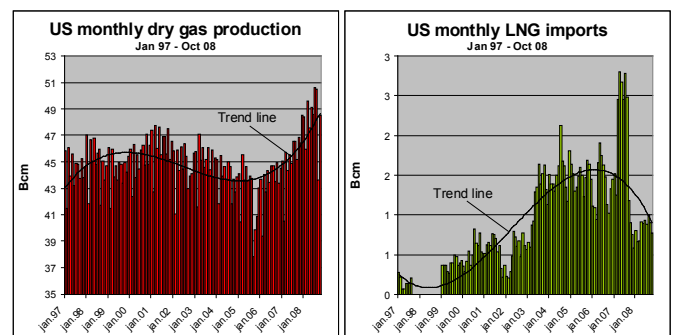 US monthly dry gas production
Jan 97 - Oct 08
53
51
49
47
45
43
41
39
37
35
Bcm
Trend line
jan.97
jan.98
jan.99
jan.00
jan.01
jan.02
jan.03
jan.04
jan.05
jan.06
jan.07
jan.08
US monthly LNG imports
Jan 97 - Oct 08
3
3
2
2
1
1
0
Bcm
Trend line
jan.97
jan.98
jan.99
jan.00
jan.01
jan.02
jan.03
jan.04
jan.05
jan.06
jan.07
jan.08